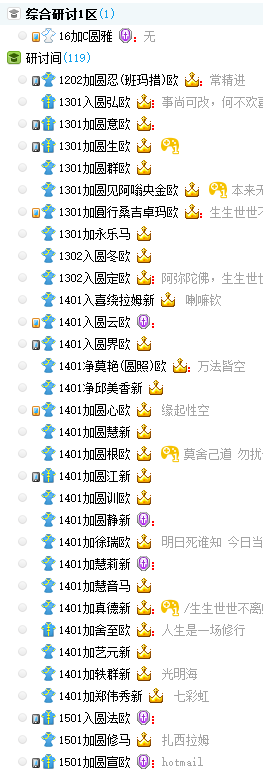 综合研讨1区(1)
16加C圆雅 无
研讨间(119)
1202加圆忍(班玛措)欧 常精进
1301入圆弘欧 事尚可改，何不欢喜
1301加圆意欧
1301加圆生欧
1301加圆群欧
1301加圆见阿嗡央金欧 本来无
1301加圆行桑吉卓玛欧 生生世世不
1301加永乐马
1302入圆冬欧
1302入圆定欧 阿弥陀佛，生生世
1401入喜绕拉姆新 喇嘛钦
1401入圆云欧
1401入圆界欧
1401净莫艳(圆照)欧 万法皆空
1401净邱美香新
1401加圆心欧 缘起性空
1401加圆慧新
1401加圆根欧 莫舍己道 勿扰
1401加圆江新
1401加圆训欧
1401加圆静新
1401加徐瑞欧 明日死谁知 今日当
1401加慧莉新
1401加慧音马
1401加真德新 /生生世世不离
1401加舍至欧 人生是一场修行
1401加艺元新
1401加轶群新 光明海
1401加郑伟秀新 七彩虹
1501入圆法欧
1501加圆修马 扎西拉姆
1501加圆宣欧 hotmail